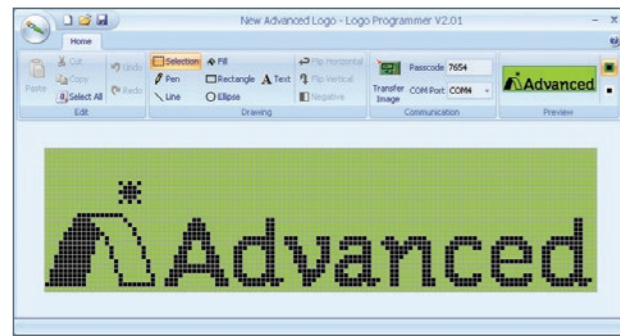 New Advanced Logo - Logo Programmer V2.01
Home
Paste
Cut
Copy
Select All
Undo
Redo
Edit
Selection
Fill
Pen
Rectangle
A Text
Line
Ellipse
Flip Horizontal
Flip Vertical
Negative
Drawing
Transfer Image
Passcode 7654
COM Port COM4
Communication
Advanced
Preview
Advanced